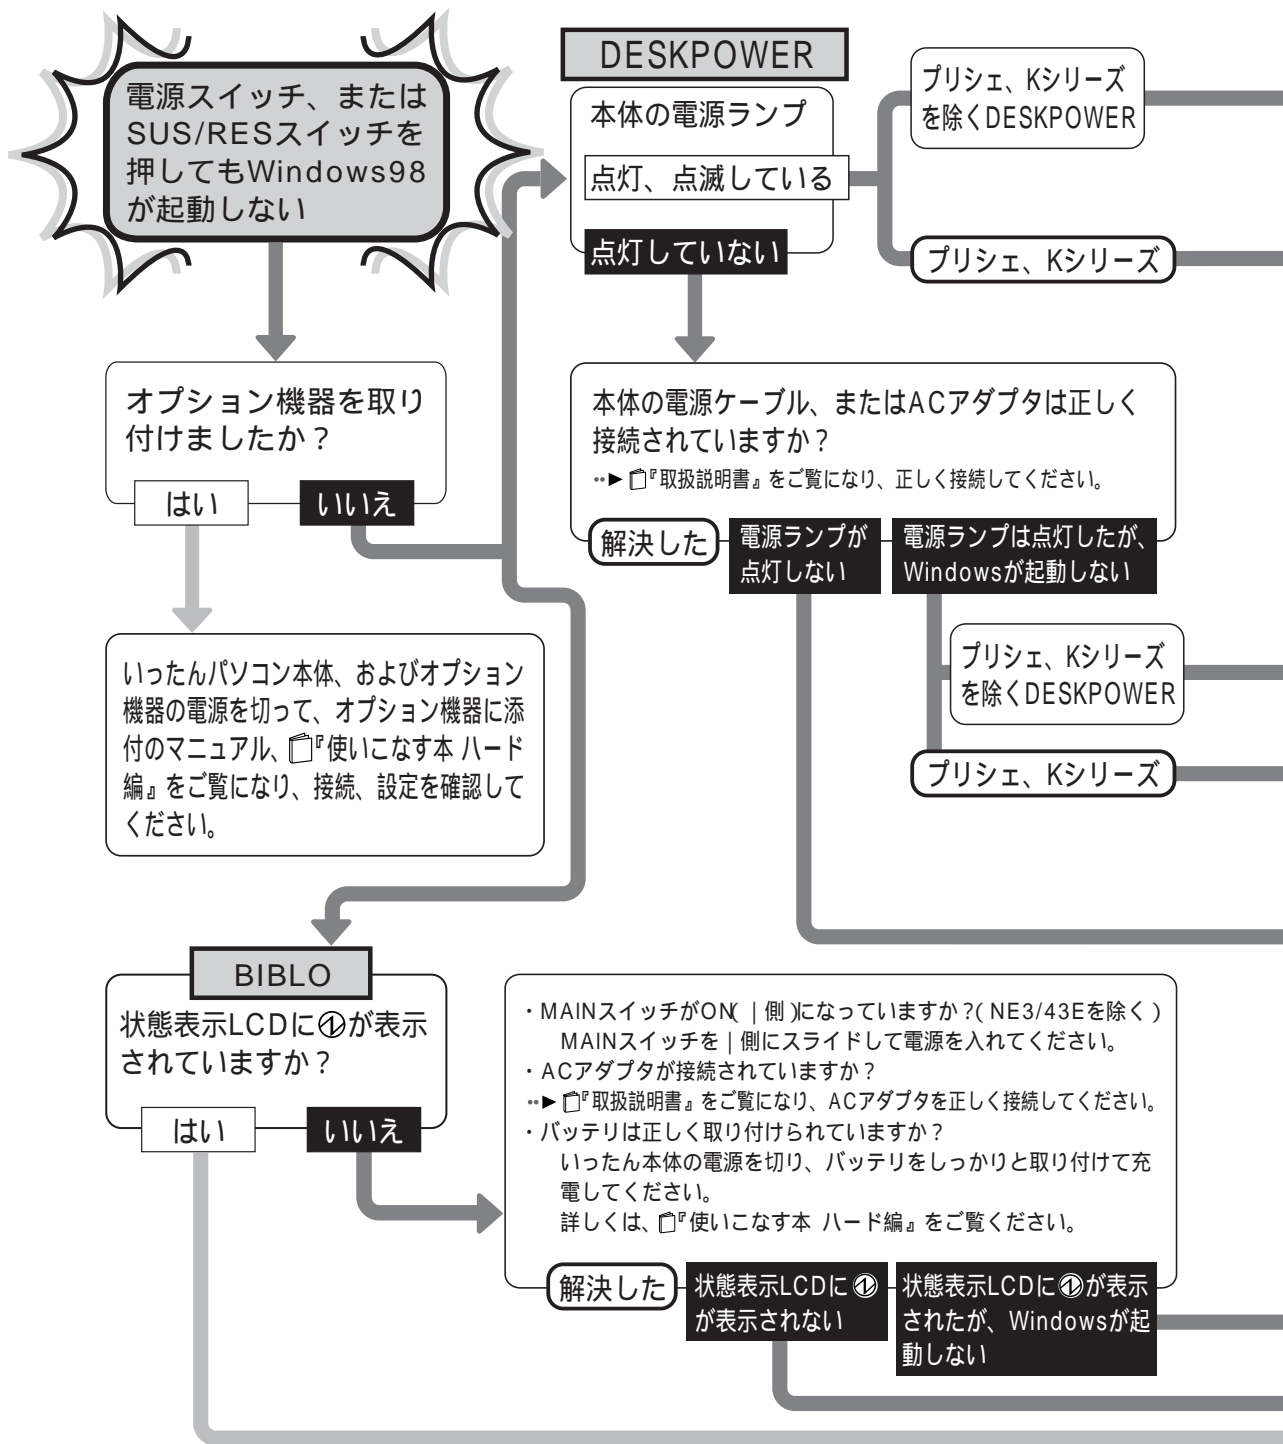 電源スイッチ、または
SUS/RESスイッチを
押してもWindows98
が起動しない
オプション機器を取り
付けましたか？
はい
いいえ
いったんパソコン本体、およびオプション
機器の電源を切って、オプション機器に添
付のマニュアル、『使いこなす本 ハード
編』をご覧になり、接続、設定を確認して
ください。
DESKPOWER
本体の電源ランプ
点灯、点滅している
点灯していない
プリシェ、Kシリーズ
を除くDESKPOWER
プリシェ、Kシリーズ
本体の電源ケーブル、またはACアダプタは正しく
接続されていますか？
『取扱説明書』をご覧になり、正しく接続してください。
解決した
電源ランプが
点灯しない
電源ランプは点灯したが、
Windowsが起動しない
プリシェ、Kシリーズ
を除くDESKPOWER
プリシェ、Kシリーズ
BIBLO
状態表示LCDにが表示
されていますか？
はい
いいえ
・MAINスイッチがON(｜側)になっていますか？(NE3/43Eを除く)
MAINスイッチを｜側にスライドして電源を入れてください。
・ACアダプタが接続されていますか？
『取扱説明書』をご覧になり、ACアダプタを正しく接続してください。
・バッテリは正しく取り付けられていますか？
いったん本体の電源を切り、バッテリをしっかりと取り付けて充
電してください。
詳しくは、『使いこなす本 ハード編』をご覧ください。
解決した
状態表示LCDに
が表示されない
状態表示LCDにが表示
されたが、Windowsが起
動しない